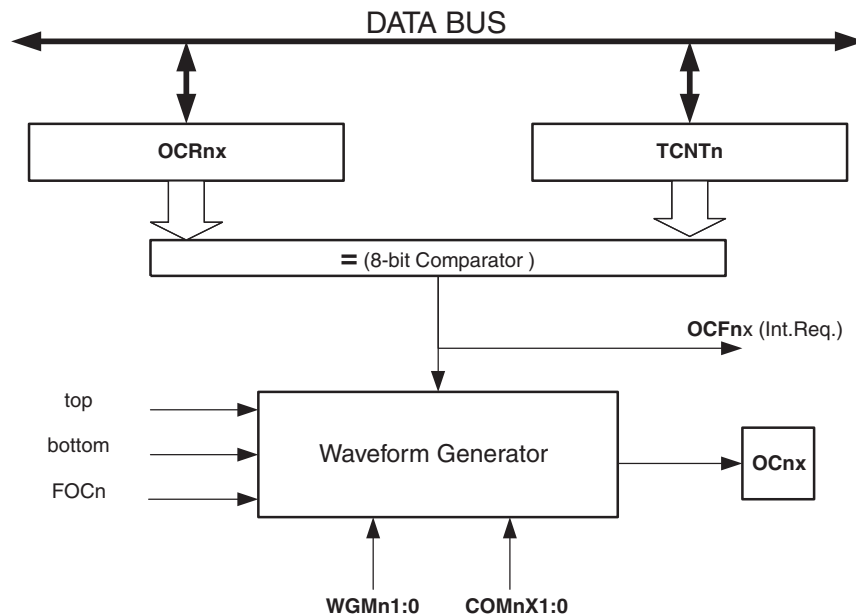 DATA BUS
OCRnx
TCNTn
= (8-bit Comparator )
OCFnx (Int.Req.)
top
bottom
FOCn
Waveform Generator
OCnx
WGMn1:0
COMnX1:0